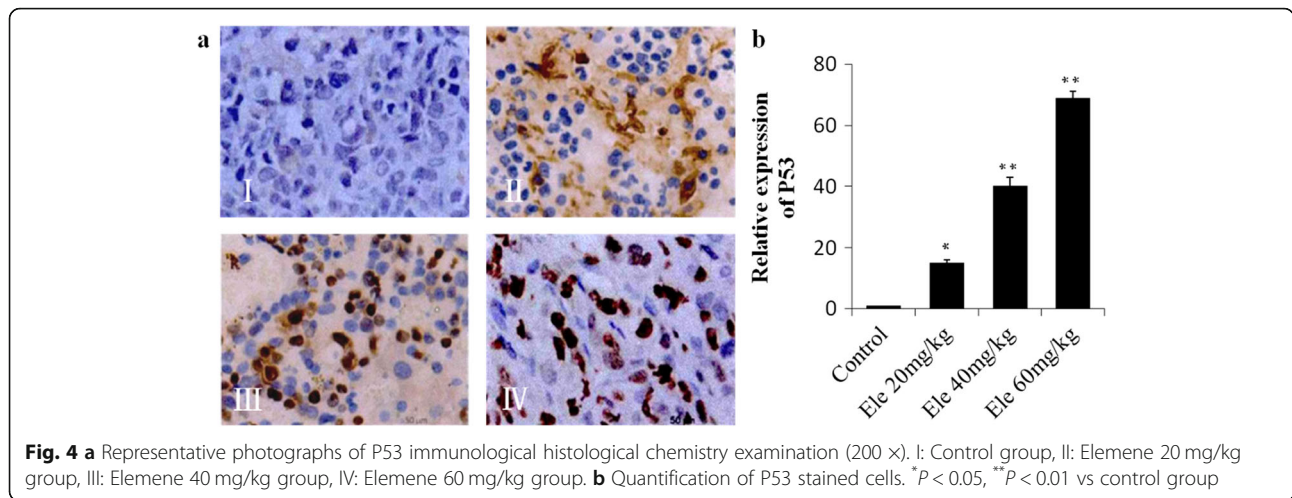 a
b
I
II
III
IV
50 μm
Relative expression
of P53
80
60
40
20
0
*
**
**
Control
Ele 20mg/kg
Ele 40mg/kg
Ele 60mg/kg
Fig. 4 a Representative photographs of P53 immunological histological chemistry examination (200 ×). I: Control group, II: Elemene 20 mg/kg
group, III: Elemene 40 mg/kg group, IV: Elemene 60 mg/kg group. b Quantification of P53 stained cells. *P < 0.05, **P < 0.01 vs control group